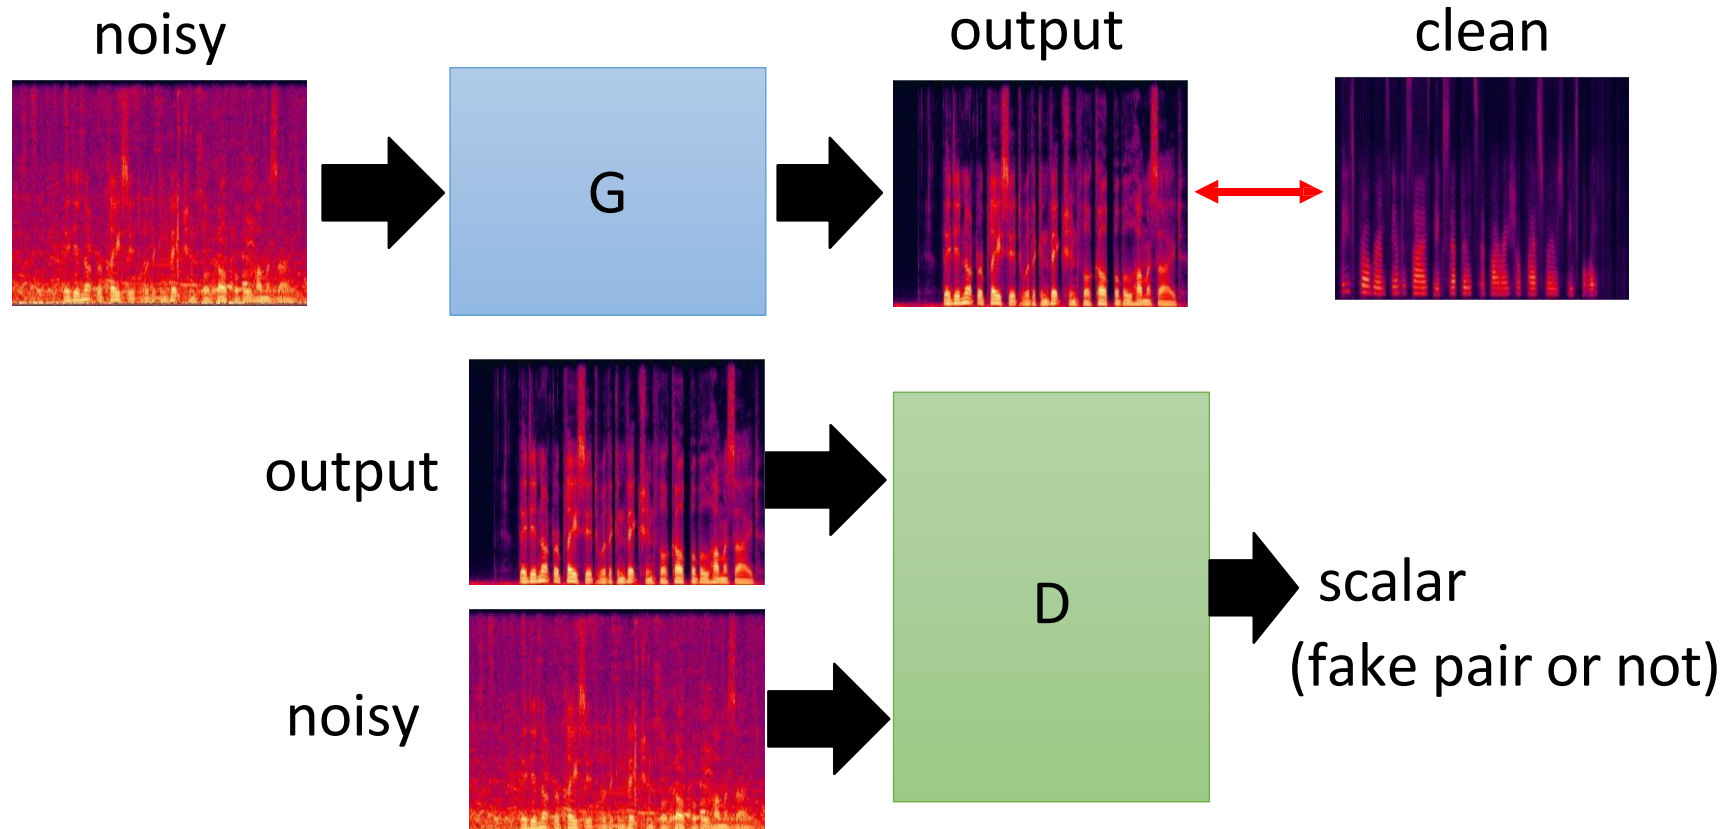 noisy
output
clean
G
output
noisy
D
scalar
(fake pair or not)